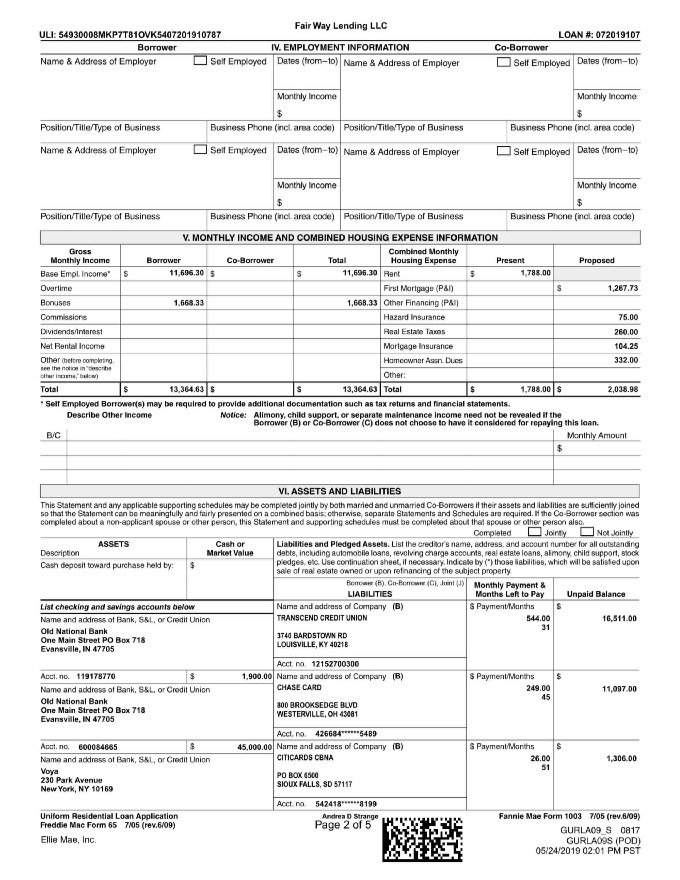 Fair Way Lending LLC
ULI: 54930008MKP7T81OVK5407201910787 LOAN #: 072019107
Borrower IV. EMPLOYMENT INFORMATION Co-Borrower
Name & Address of Employer Self Employed Dates (from–to) Name & Address of Employer Self Employed Dates (from–to)
Monthly Income Monthly Income
$ $
Position/Title/Type of Business Business Phone (incl. area code) Position/Title/Type of Business Business Phone (incl. area code)
Name & Address of Employer Self Employed Dates (from–to) Name & Address of Employer Self Employed Dates (from–to)
Monthly Income Monthly Income
$ $
Position/Title/Type of Business Business Phone (incl. area code) Position/Title/Type of Business Business Phone (incl. area code)
V. MONTHLY INCOME AND COMBINED HOUSING EXPENSE INFORMATION
Gross Monthly Income Borrower Co-Borrower Total Combined Monthly Housing Expense Present Proposed
Base Empl. Income* $ 11,696.30 $ $ 11,696.30 Rent $ 1,788.00
Overtime First Mortgage (P&I) $ 1,267.73
Bonuses 1,668.33 1,668.33 Other Financing (P&I)
Commissions Hazard Insurance 75.00
Dividends/Interest Real Estate Taxes 260.00
Net Rental Income Mortgage Insurance 104.25
Other (before completing, see the notice in "describe other income," below) Homeowner Assn. Dues 332.00
Other:
Total $ 13,364.63 $ $ 13,364.63 Total $ 1,788.00 $ 2,038.98
* Self Employed Borrower(s) may be required to provide additional documentation such as tax returns and financial statements.
Describe Other Income Notice: Alimony, child support, or separate maintenance income need not be revealed if the
Borrower (B) or Co-Borrower (C) does not choose to have it considered for repaying this loan.
B/C Monthly Amount
$
VI. ASSETS AND LIABILITIES
This Statement and any applicable supporting schedules may be completed jointly by both married and unmarried Co-Borrowers if their assets and liabilities are sufficiently joined
so that the Statement can be meaningfully and fairly presented on a combined basis; otherwise, separate Statements and Schedules are required. If the Co-Borrower section was
completed about a non-applicant spouse or other person, this Statement and supporting schedules must be completed about that spouse or other person also.
Completed Jointly Not Jointly
ASSETS
Description
Cash or Market Value
Cash deposit toward purchase held by: $
Liabilities and Pledged Assets. List the creditor's name, address, and account number for all outstanding
debts, including automobile loans, revolving charge accounts, real estate loans, alimony, child support, stock
pledges, etc. Use continuation sheet, if necessary. Indicate by (*) those liabilities, which will be satisfied upon
sale of real estate owned or upon refinancing of the subject property.
Borrower (B), Co-Borrower (C), Joint (J)
LIABILITIES
Monthly Payment & Months Left to Pay
Unpaid Balance
List checking and savings accounts below
Name and address of Bank, S&L, or Credit Union
Old National Bank
One Main Street PO Box 718
Evansville, IN 47705
Acct. no. 119178770 $ 1,900.00
Name and address of Company (B) $ Payment/Months $
TRANSCEND CREDIT UNION 544.00 16,511.00
31
3740 BARDSTOWN RD
LOUISVILLE, KY 40218
Acct. no. 12152700300
Name and address of Bank, S&L, or Credit Union
Old National Bank
One Main Street PO Box 718
Evansville, IN 47705
Acct. no. 600084665 $ 45,000.00
Name and address of Company (B) $ Payment/Months $
CHASE CARD 249.00 11,097.00
45
800 BROOKSEDGE BLVD
WESTERVILLE, OH 43081
Acct. no. 426684******5489
Name and address of Bank, S&L, or Credit Union
Voya
230 Park Avenue
New York, NY 10169
Name and address of Company (B) $ Payment/Months $
CITICARDS CBNA 26.00 1,306.00
51
PO BOX 6500
SIOUX FALLS, SD 57117
Acct. no. 542418******8199
Uniform Residential Loan Application Andrea D Strange Fannie Mae Form 1003 7/05 (rev.6/09)
Freddie Mac Form 65 7/05 (rev.6/09) Page 2 of 5
Ellie Mae, Inc.
GURLA09_S 0817
GURLA09S (POD)
05/24/2019 02:01 PM PST